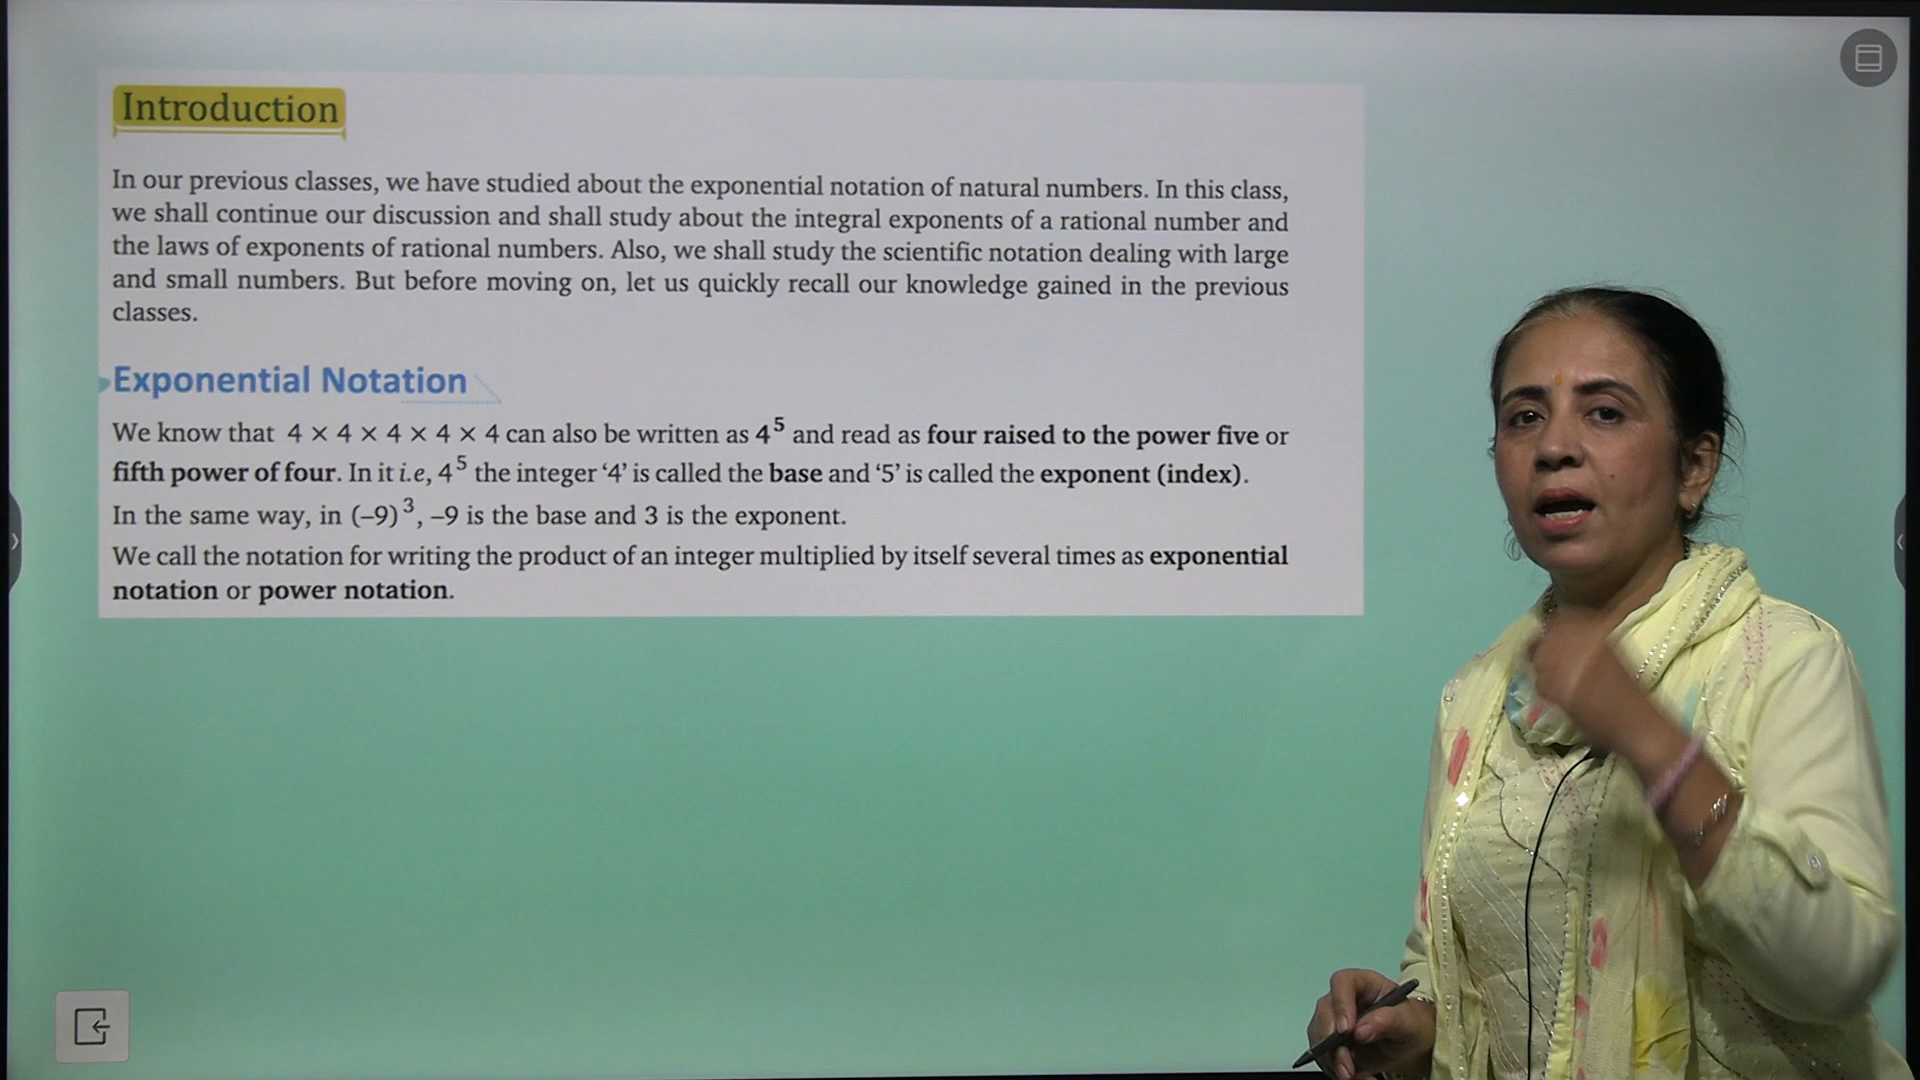 Introduction
In our previous classes, we have studied about the exponential notation of natural numbers. In this class,
we shall continue our discussion and shall study about the integral exponents of a rational number and
the laws of exponents of rational numbers. Also, we shall study the scientific notation dealing with large
and small numbers. But before moving on, let us quickly recall our knowledge gained in the previous
classes.
Exponential Notation
We know that 4 × 4 × 4 × 4 × 4 can also be written as 4⁵ and read as four raised to the power five or
fifth power of four. In it i.e, 4⁵ the integer ‘4’ is called the base and ‘5’ is called the exponent (index).
In the same way, in (–9)³, –9 is the base and 3 is the exponent.
We call the notation for writing the product of an integer multiplied by itself several times as exponential
notation or power notation.